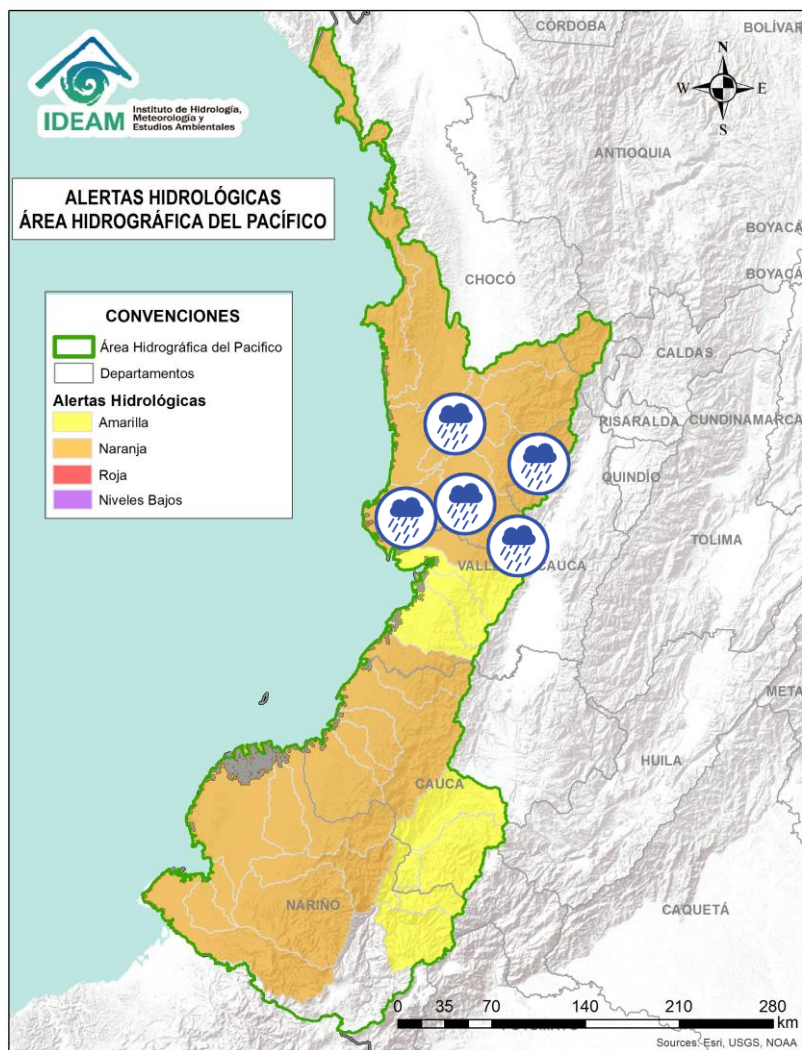 IDEAM
Instituto de Hidrología,
Meteorología y
Estudios Ambientales
ALERTAS HIDROLÓGICAS
ÁREA HIDROGRÁFICA DEL PACÍFICO
CONVENCIONES
Área Hidrográfica del Pacifico
Departamentos
Alertas Hidrológicas
Amarilla
Naranja
Roja
Niveles Bajos
CÓRDOBA
BOLÍVAR
N
W
E
S
ANTIOQUIA
BOYACÁ
BOYACÁ
CHOCÓ
CALDAS
RISARALDA
CUNDINAMARCA
QUINDÍO
TOLIMA
VALLE
CAUCA
META
HUILA
CAUCA
NARIÑO
CAQUETÁ
0 35 70 140 210 280
km
Sources: Esri, USGS, NOAA